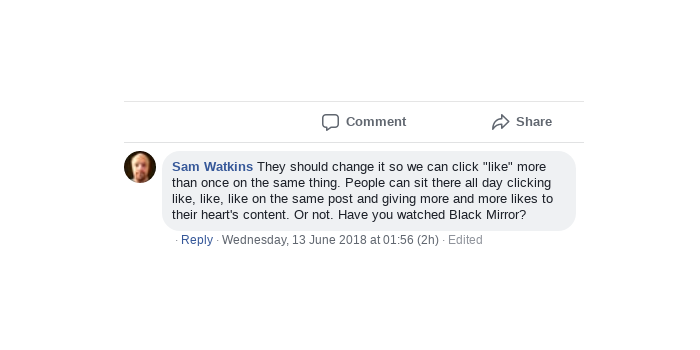 Comment Share
Sam Watkins They should change it so we can click "like" more
than once on the same thing. People can sit there all day clicking
like, like, like on the same post and giving more and more likes to
their heart's content. Or not. Have you watched Black Mirror?
· Reply · Wednesday, 13 June 2018 at 01:56 (2h) · Edited